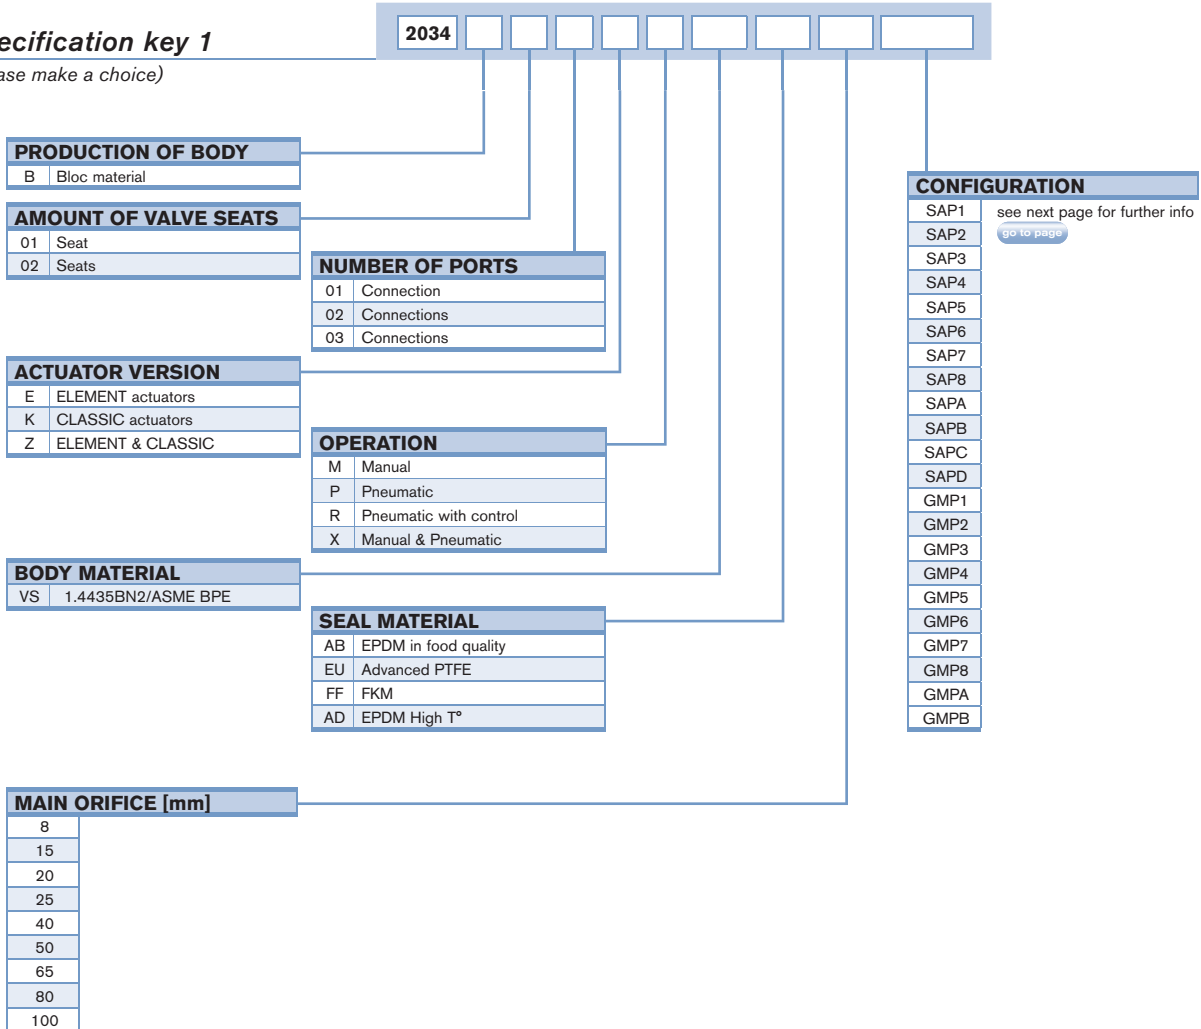 ecification key 1
2034
ase make a choice)
PRODUCTION OF BODY
B Bloc material
AMOUNT OF VALVE SEATS
01 Seat
02 Seats
NUMBER OF PORTS
01 Connection
02 Connections
03 Connections
ACTUATOR VERSION
E ELEMENT actuators
K CLASSIC actuators
Z ELEMENT & CLASSIC
OPERATION
M Manual
P Pneumatic
R Pneumatic with control
X Manual & Pneumatic
BODY MATERIAL
VS 1.4435BN2/ASME BPE
SEAL MATERIAL
AB EPDM in food quality
EU Advanced PTFE
FF FKM
AD EPDM High T°
MAIN ORIFICE [mm]
8
15
20
25
40
50
65
80
100
CONFIGURATION
SAP1 see next page for further info
go to page
SAP2
SAP3
SAP4
SAP5
SAP6
SAP7
SAP8
SAPA
SAPB
SAPC
SAPD
GMP1
GMP2
GMP3
GMP4
GMP5
GMP6
GMP7
GMP8
GMPA
GMPB